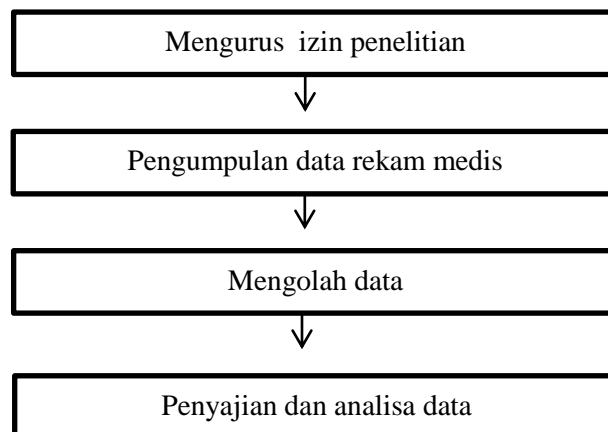 Mengurus izin penelitian
Pengumpulan data rekam medis
Mengolah data
Penyajian dan analisa data